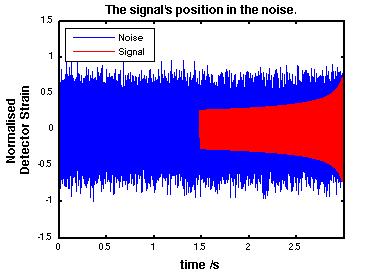 The signal's position in the noise.
Noise
Signal
Normalised
Detector Strain
1.5
1
0.5
0
-0.5
-1
-1.5
0
0.5
1
1.5
2
2.5
time /s